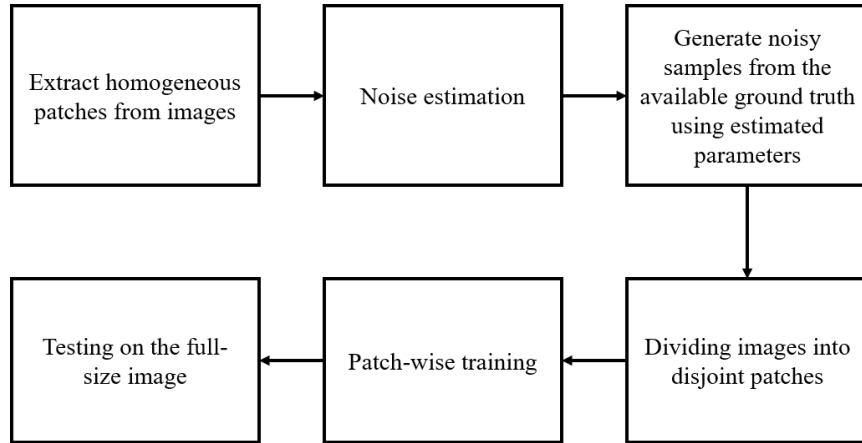 Extract homogeneous
patches from images
Noise estimation
Generate noisy
samples from the
available ground truth
using estimated
parameters
Dividing images into
disjoint patches
Patch-wise training
Testing on the full-
size image